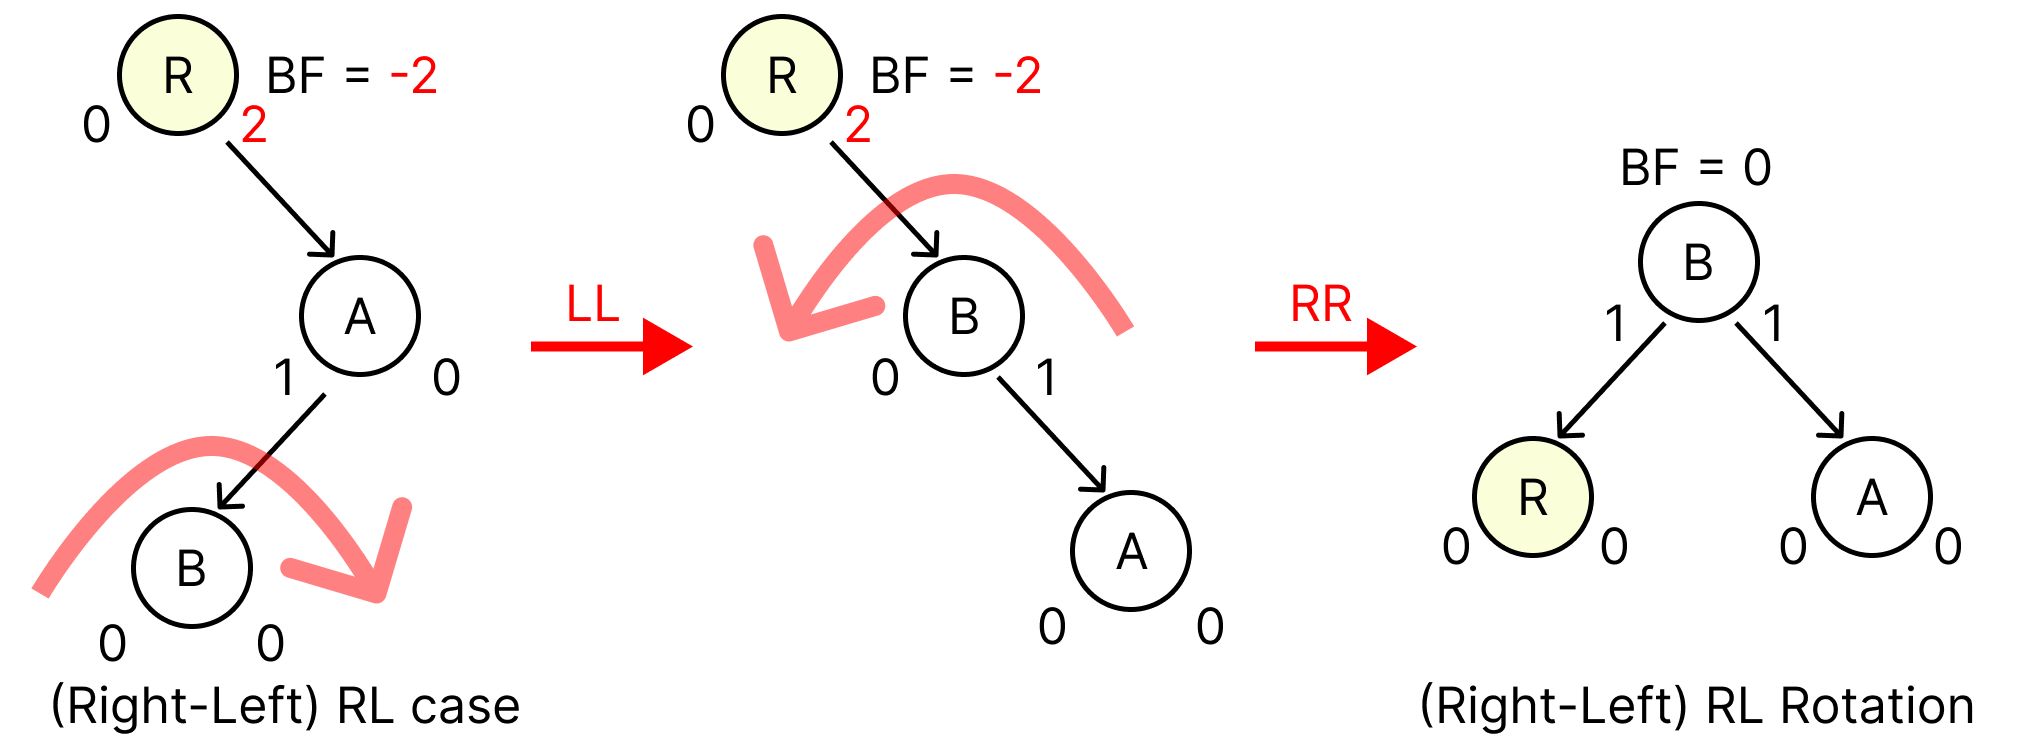 R BF = -2
0 2
A
1 0
B
0 0
(Right-Left) RL case
LL
R BF = -2
0 2
B
0 1
A
0 0
RR
BF = 0
B
1 1
R A
0 0 0 0
(Right-Left) RL Rotation